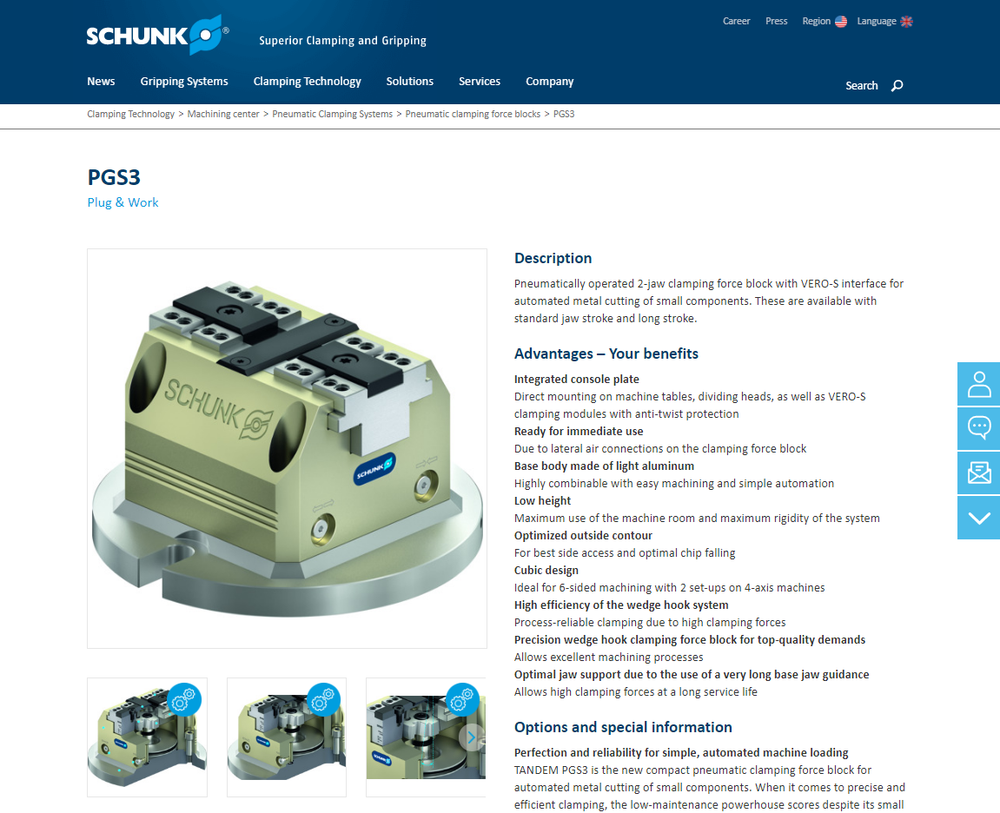 SCHUNK®
Superior Clamping and Gripping
Career Press Region Language
News Gripping Systems Clamping Technology Solutions Services Company
Search
Clamping Technology > Machining center > Pneumatic Clamping Systems > Pneumatic clamping force blocks > PGS3
PGS3
Plug & Work
SCHUNK
SCHUNK
Description
Pneumatically operated 2-jaw clamping force block with VERO-S interface for
automated metal cutting of small components. These are available with
standard jaw stroke and long stroke.
Advantages – Your benefits
Integrated console plate
Direct mounting on machine tables, dividing heads, as well as VERO-S
clamping modules with anti-twist protection
Ready for immediate use
Due to lateral air connections on the clamping force block
Base body made of light aluminum
Highly combinable with easy machining and simple automation
Low height
Maximum use of the machine room and maximum rigidity of the system
Optimized outside contour
For best side access and optimal chip falling
Cubic design
Ideal for 6-sided machining with 2 set-ups on 4-axis machines
High efficiency of the wedge hook system
Process-reliable clamping due to high clamping forces
Precision wedge hook clamping force block for top-quality demands
Allows excellent machining processes
Optimal jaw support due to the use of a very long base jaw guidance
Allows high clamping forces at a long service life
Options and special information
Perfection and reliability for simple, automated machine loading
TANDEM PGS3 is the new compact pneumatic clamping force block for
automated metal cutting of small components. When it comes to precise and
efficient clamping, the low-maintenance powerhouse scores despite its small